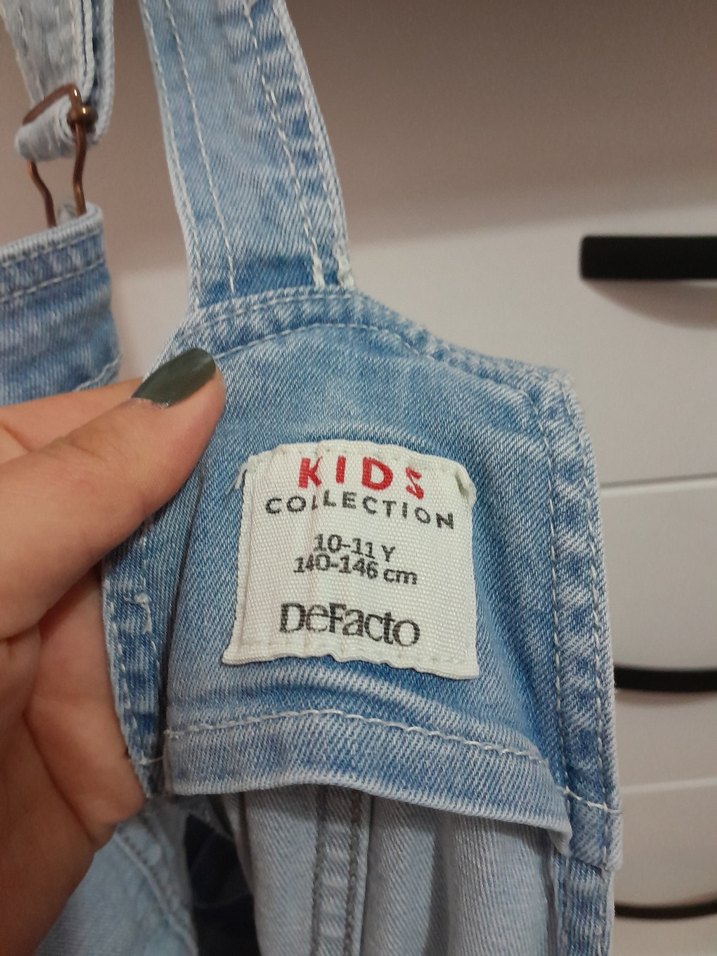 KIDS
COLLECTION
10-11 Y
140-146 cm
DeFacto